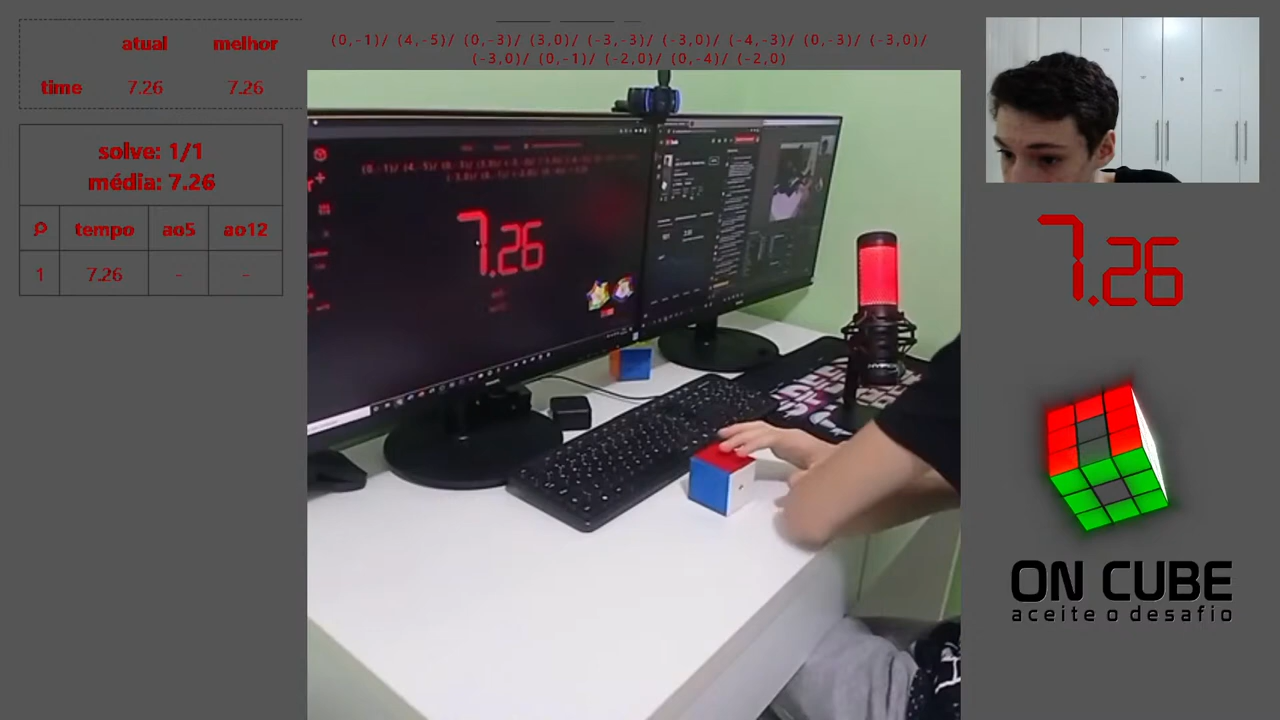 atual melhor
time 7.26 7.26
solve: 1/1
média: 7.26
tempo ao5 ao12
1 7.26 - -
(0,-1)/ (4,-5)/ (0,-3)/ (3,0)/ (-3,-3)/ (-3,0)/ (-4,-3)/ (0,-3)/ (-3,0)/
(-3,0)/ (0,-1)/ (-2,0)/ (0,-4)/ (-2,0)
7.26
7.26
ON CUBE
aceite o desafio